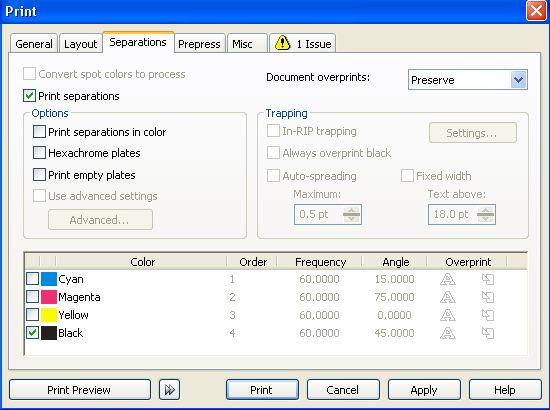 Print
General Layout Separations Prepress Misc 1 Issue
Convert spot colors to process
Document overprints: Preserve
Print separations
Options
Print separations in color
Hexachrome plates
Print empty plates
Use advanced settings
Advanced...
Trapping
In-RIP trapping
Settings...
Always overprint black
Auto-spreading
Fixed width
Maximum:
Text above:
0.5 pt
18.0 pt
Color Order Frequency Angle Overprint
Cyan 1 60.0000 15.0000
Magenta 2 60.0000 75.0000
Yellow 3 60.0000 0.0000
Black 4 60.0000 45.0000
Print Preview Print Cancel Apply Help